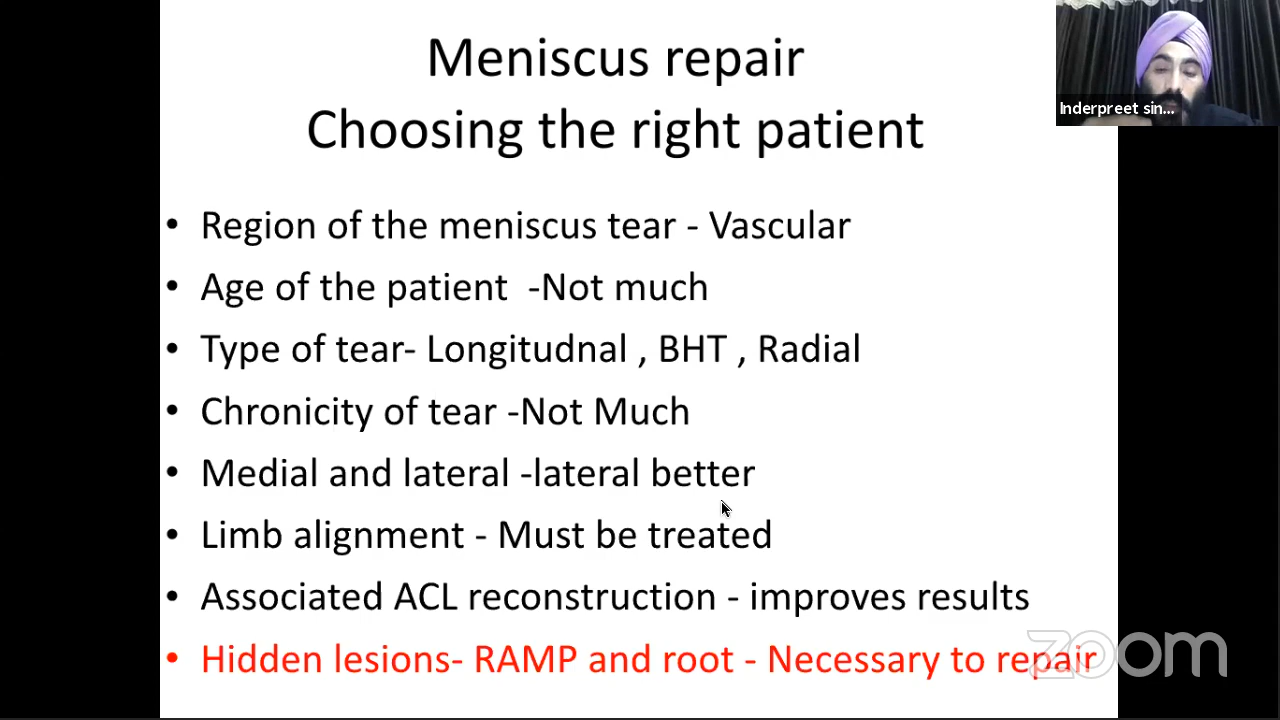 Meniscus repair
Choosing the right patient
Inderpreet sin...
• Region of the meniscus tear - Vascular
• Age of the patient -Not much
• Type of tear- Longitudnal , BHT , Radial
• Chronicity of tear -Not Much
• Medial and lateral -lateral better
• Limb alignment - Must be treated
• Associated ACL reconstruction - improves results
• Hidden lesions- RAMP and root - Necessary to repair
zoom